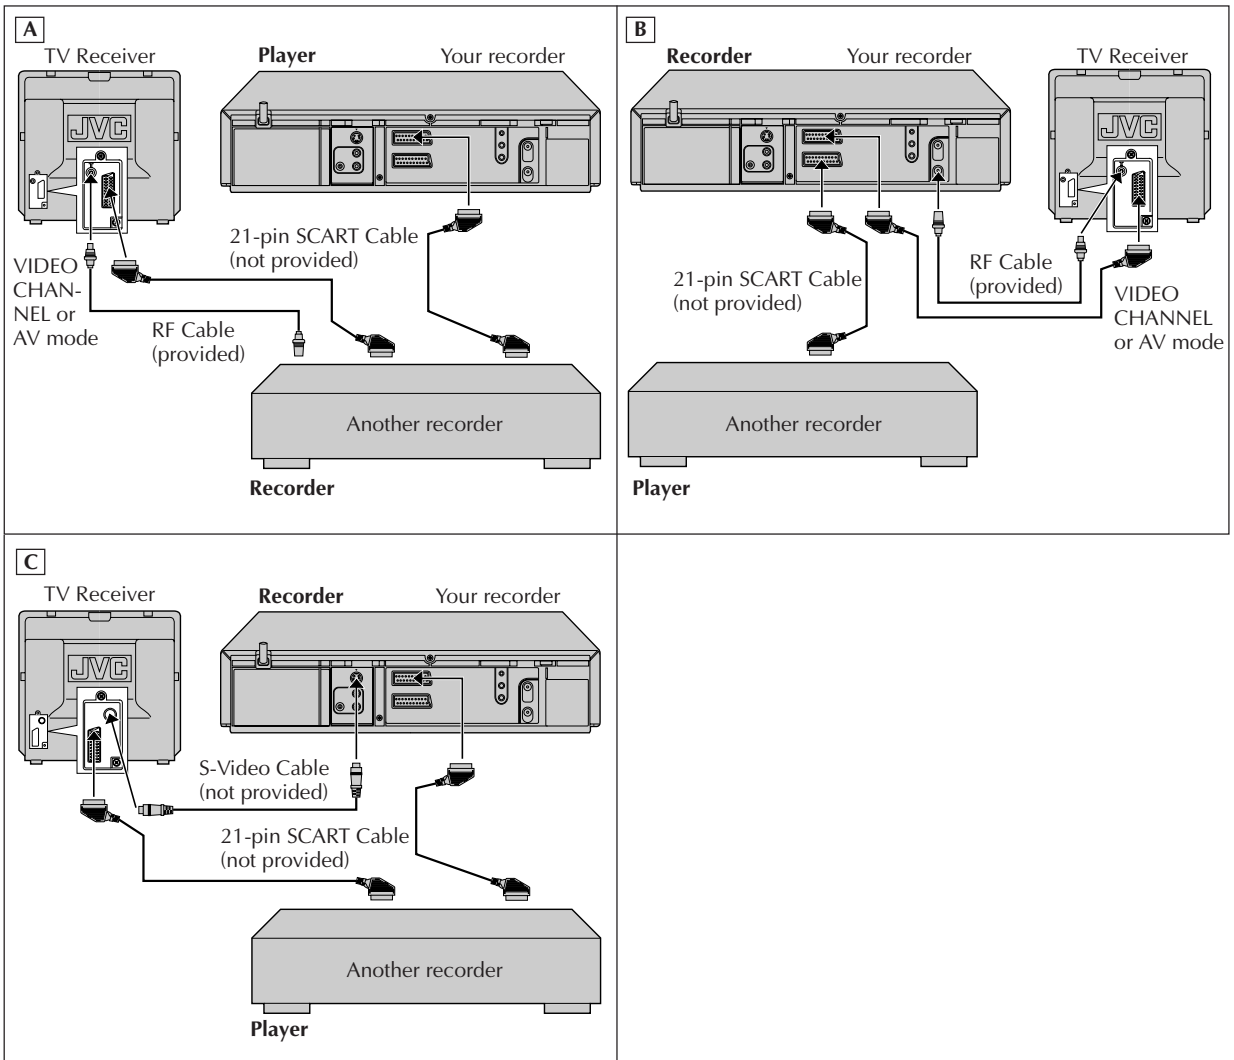 A
TV Receiver
Player
Your recorder
JVC
21-pin SCART Cable
(not provided)
VIDEO
CHAN-
NEL or
AV mode
RF Cable
(provided)
Another recorder
Recorder
B
Recorder
Your recorder
TV Receiver
JVC
21-pin SCART Cable
(not provided)
RF Cable
(provided)
VIDEO
CHANNEL
or AV mode
Another recorder
Player
C
TV Receiver
Recorder
Your recorder
JVC
S-Video Cable
(not provided)
21-pin SCART Cable
(not provided)
Another recorder
Player